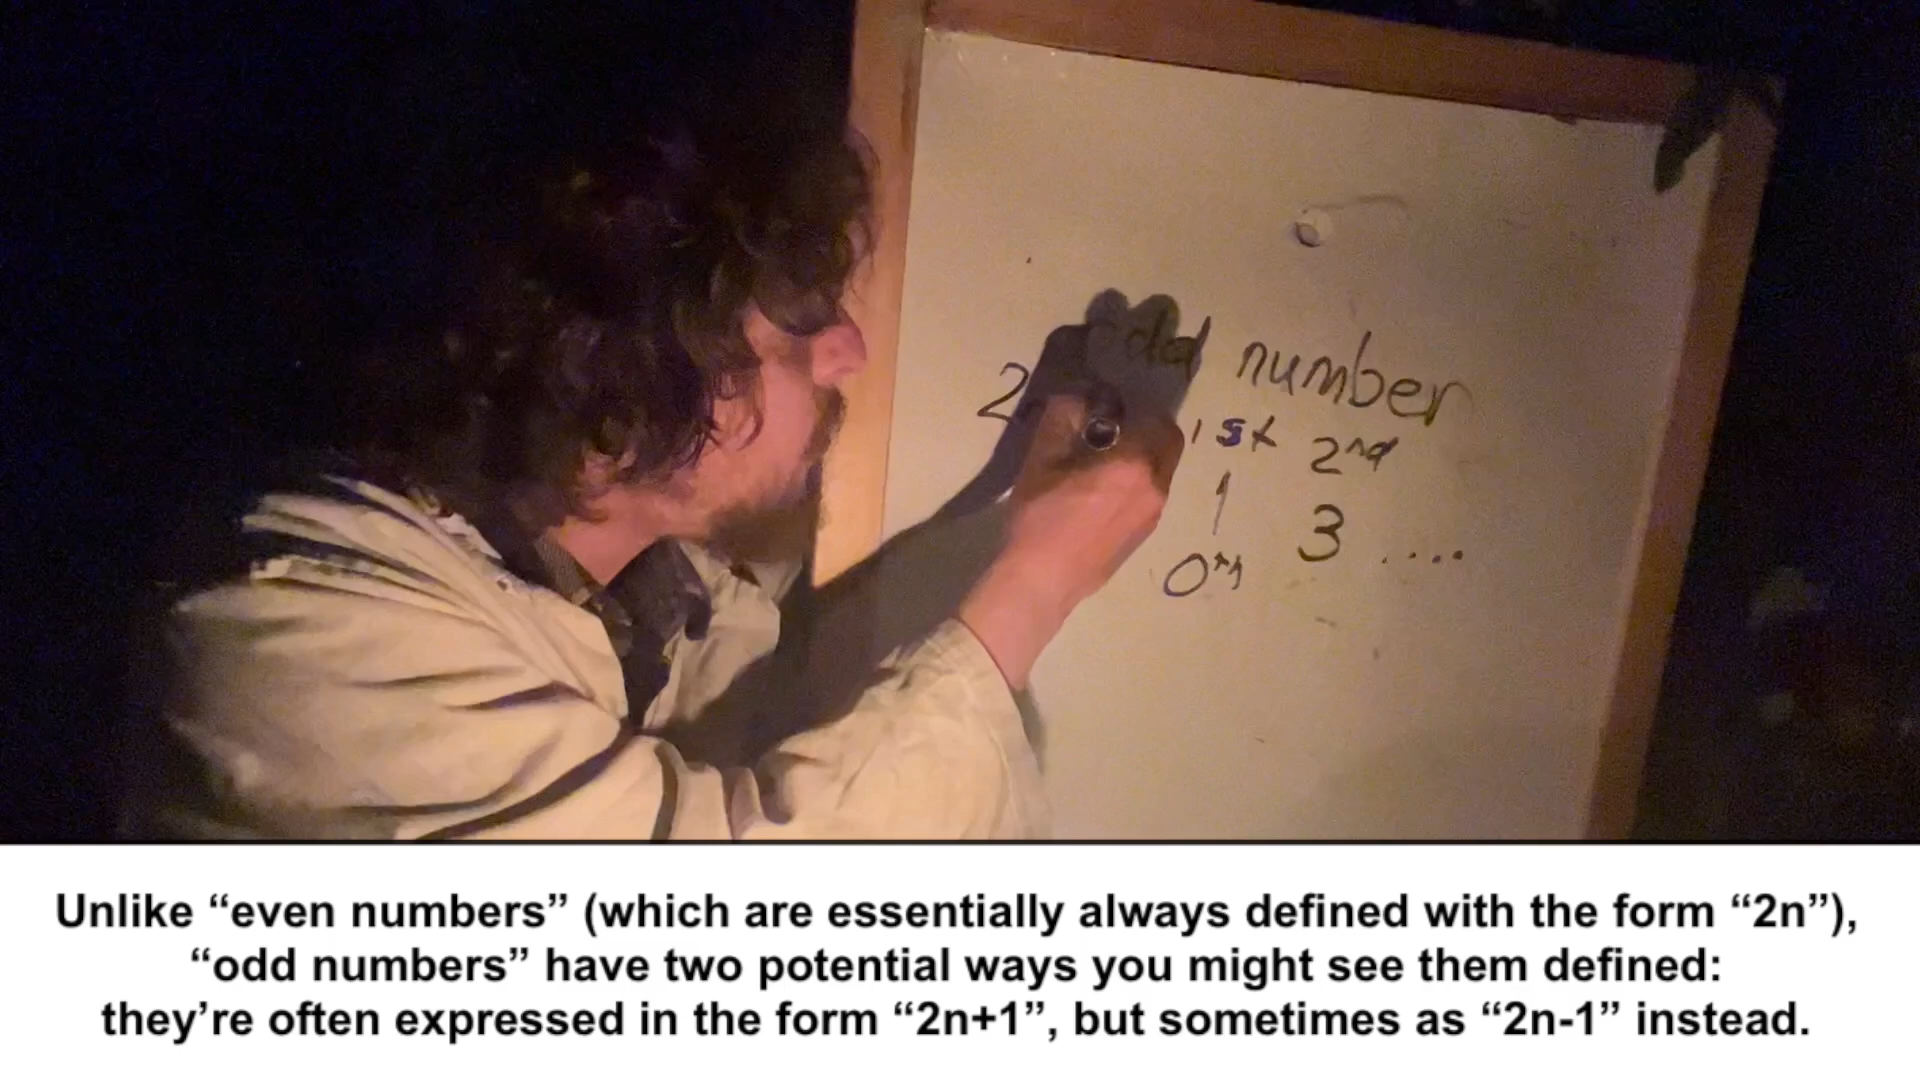 odd number
2
1st 2nd
1 3 ....
0th
Unlike “even numbers” (which are essentially always defined with the form “2n”),
“odd numbers” have two potential ways you might see them defined:
they’re often expressed in the form “2n+1”, but sometimes as “2n-1” instead.